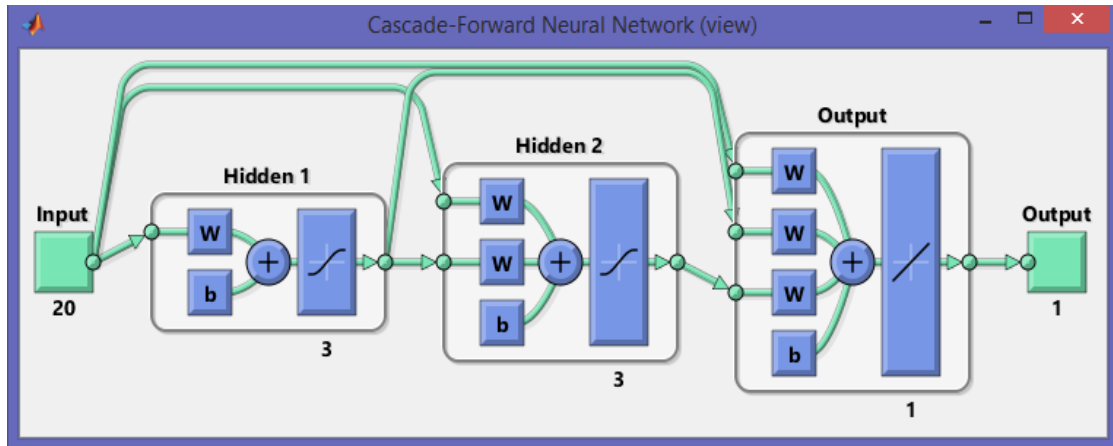 Cascade-Forward Neural Network (view)
Input
20
Hidden 1
W
b
+
3
Hidden 2
W
W
b
+
3
Output
W
W
W
b
+
1
Output
1